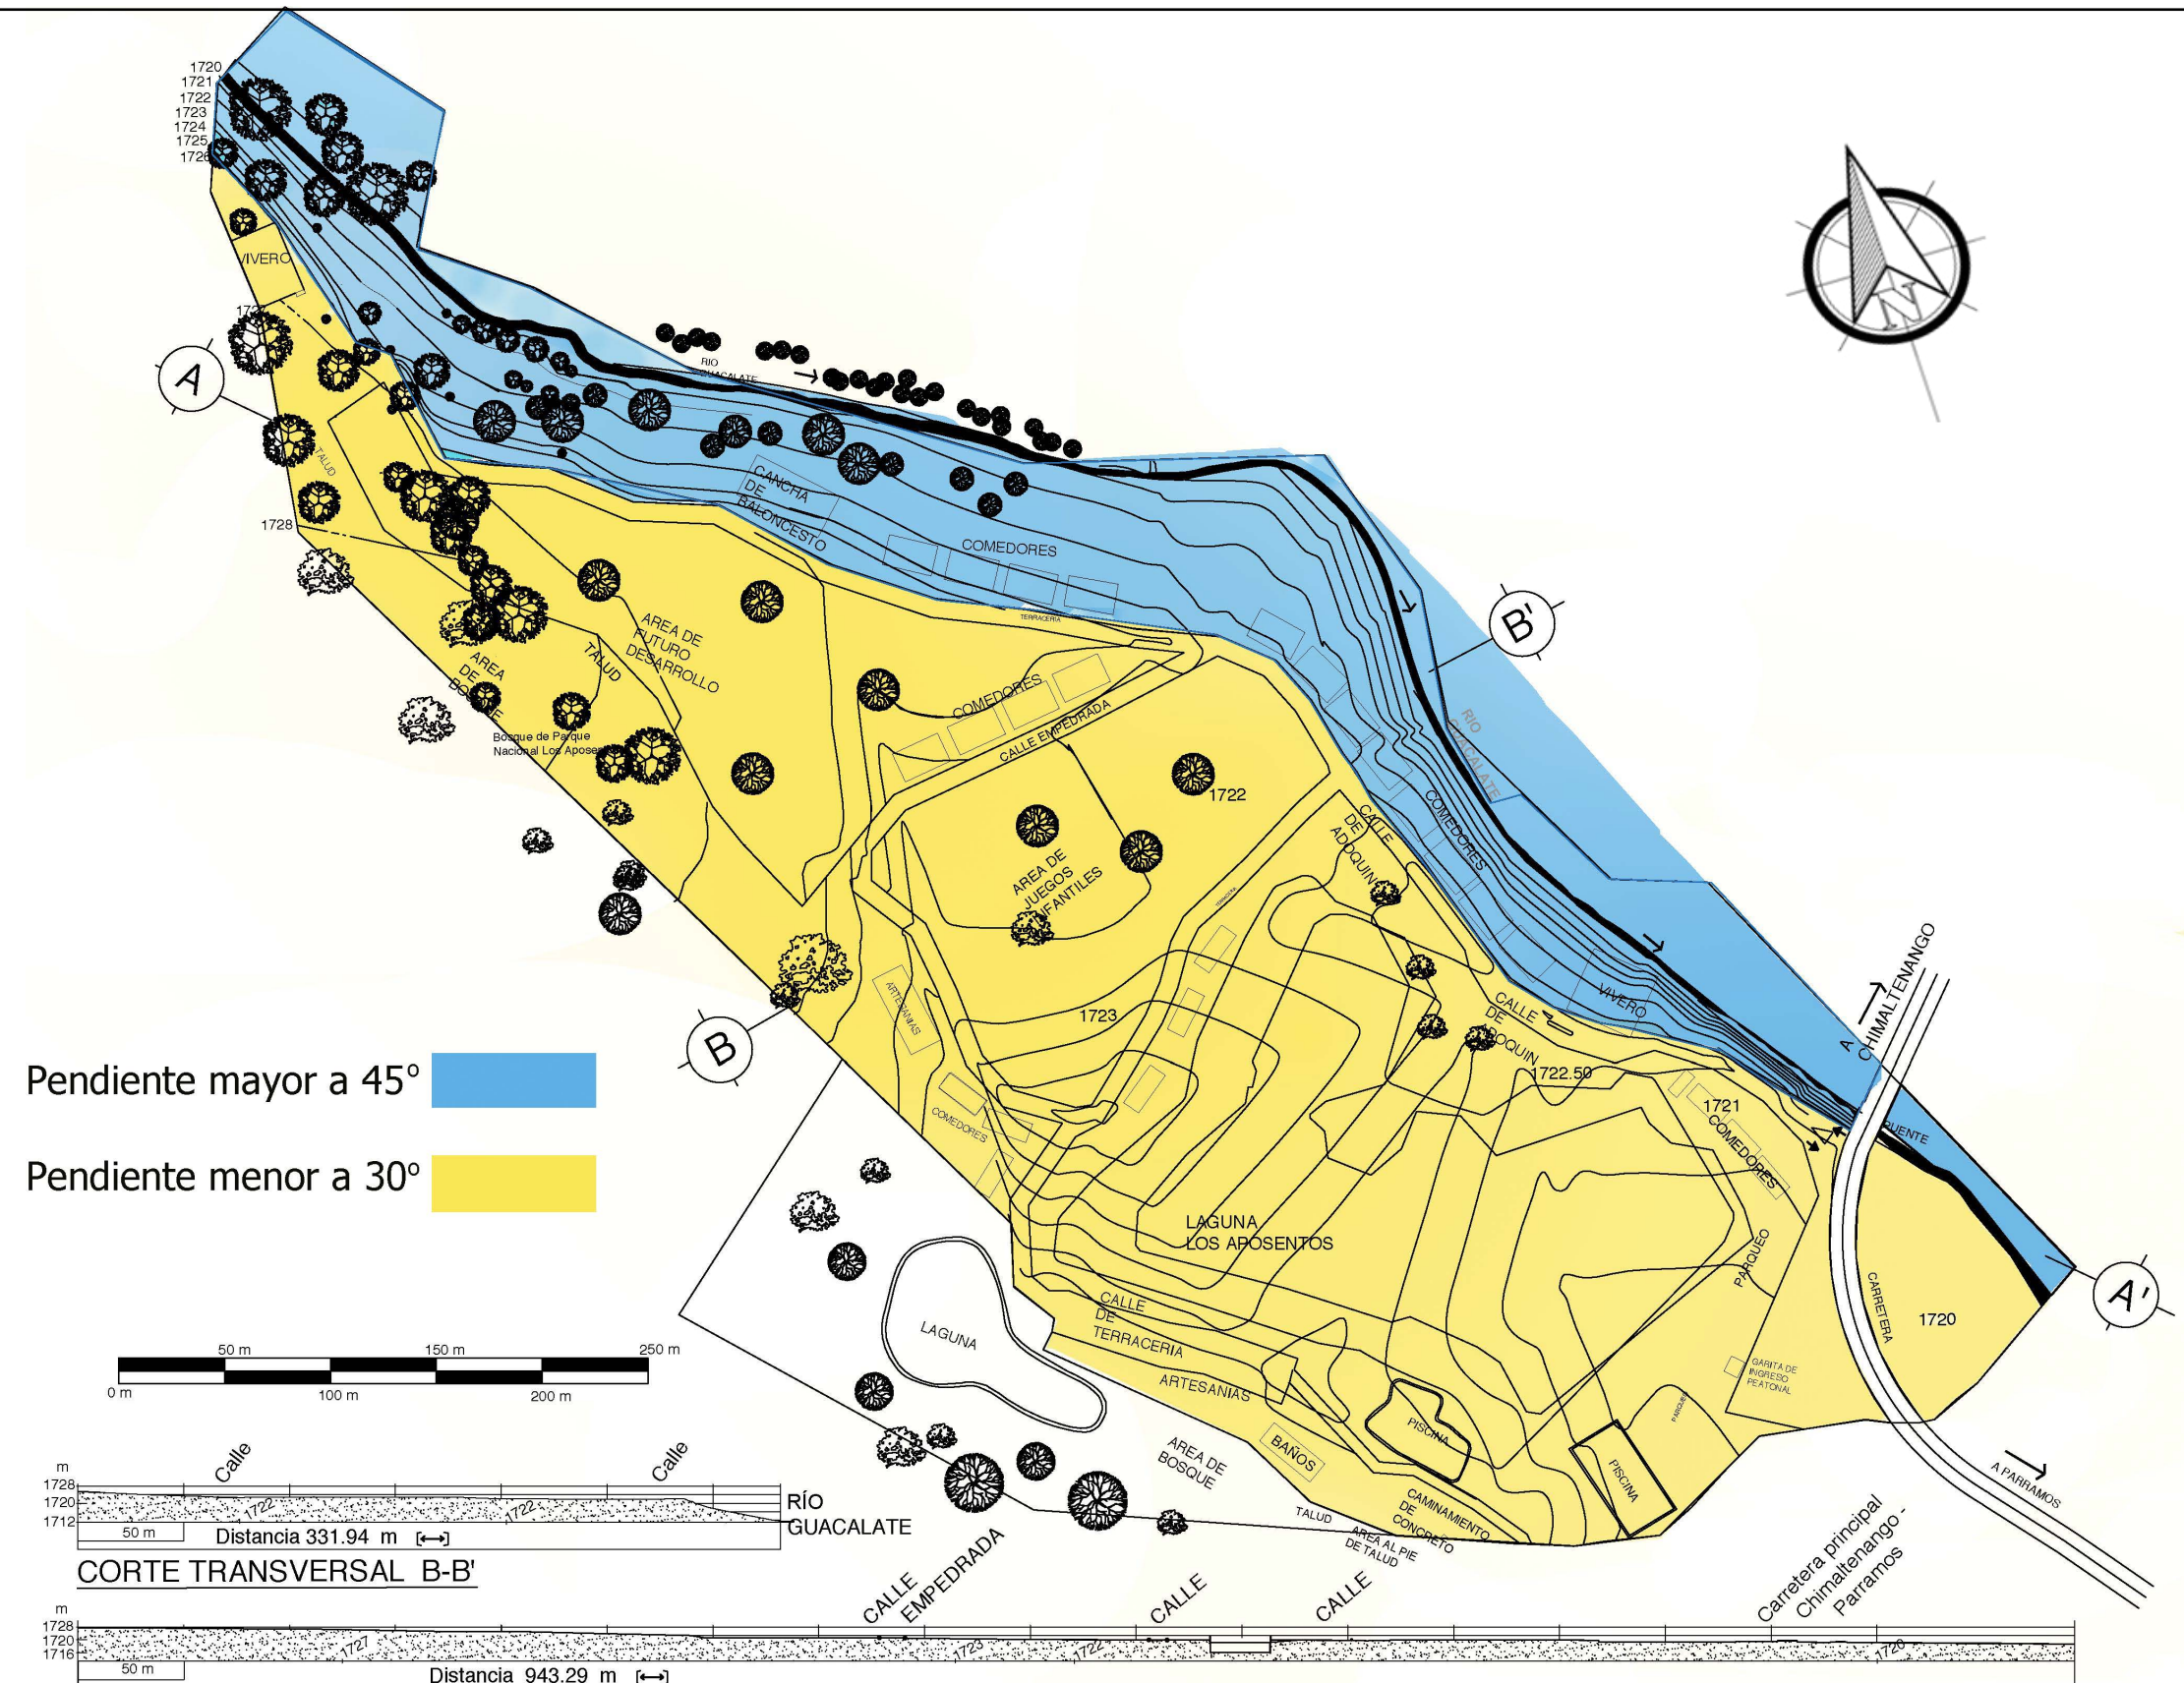 1720
1721
1722
1723
1724
1725
1726
VIVERO
A
TALUD
1728
RIO
GUACALATE
N
CANCHA
DE
BALONCESTO
COMEDORES
TERRACERIA
B'
AREA DE
FUTURO
DESARROLLO
TALUD
AREA
DE
BOSQUE
Bosque de Parque
COMEDORES
CALLE EMPEDRADA
1722
RIO
GUACALATE
COMEDORES
CALLE
DE
ADOQUIN
AREA DE
JUEGOS
INFANTILES
TERRACERIA
ARTESANIAS
B
1723
VIVERO
CALLE
DE
ADOQUIN
1722.50
A
CHIMALTENANGO
1721
COMEDORES
PUENTE
COMEDORES
Pendiente mayor a 45º
Pendiente menor a 30º
LAGUNA
LOS APOSENTOS
PARQUEO
CARRETERA
1720
A'
CALLE
DE
TERRACERIA
ARTESANIAS
LAGUNA
GARITA DE
INGRESO
PEATONAL
PARQUEO
PISCINA
PISCINA
BAÑOS
AREA DE
BOSQUE
TALUD
AREA AL PIE
DE TALUD
CAMINAMIENTO
DE
CONCRETO
A PARRAMOS
50 m
150 m
250 m
0 m
100 m
200 m
Calle
Calle
m
1728
1720
1712
1722
1722
RÍO
GUACALATE
50 m
Distancia 331.94 m
CORTE TRANSVERSAL B-B'
CALLE
EMPEDRADA
CALLE
CALLE
Carretera principal
Chimaltenango -
Parramos
m
1728
1720
1716
1727
1723
1722
1720
50 m
Distancia 943.29 m